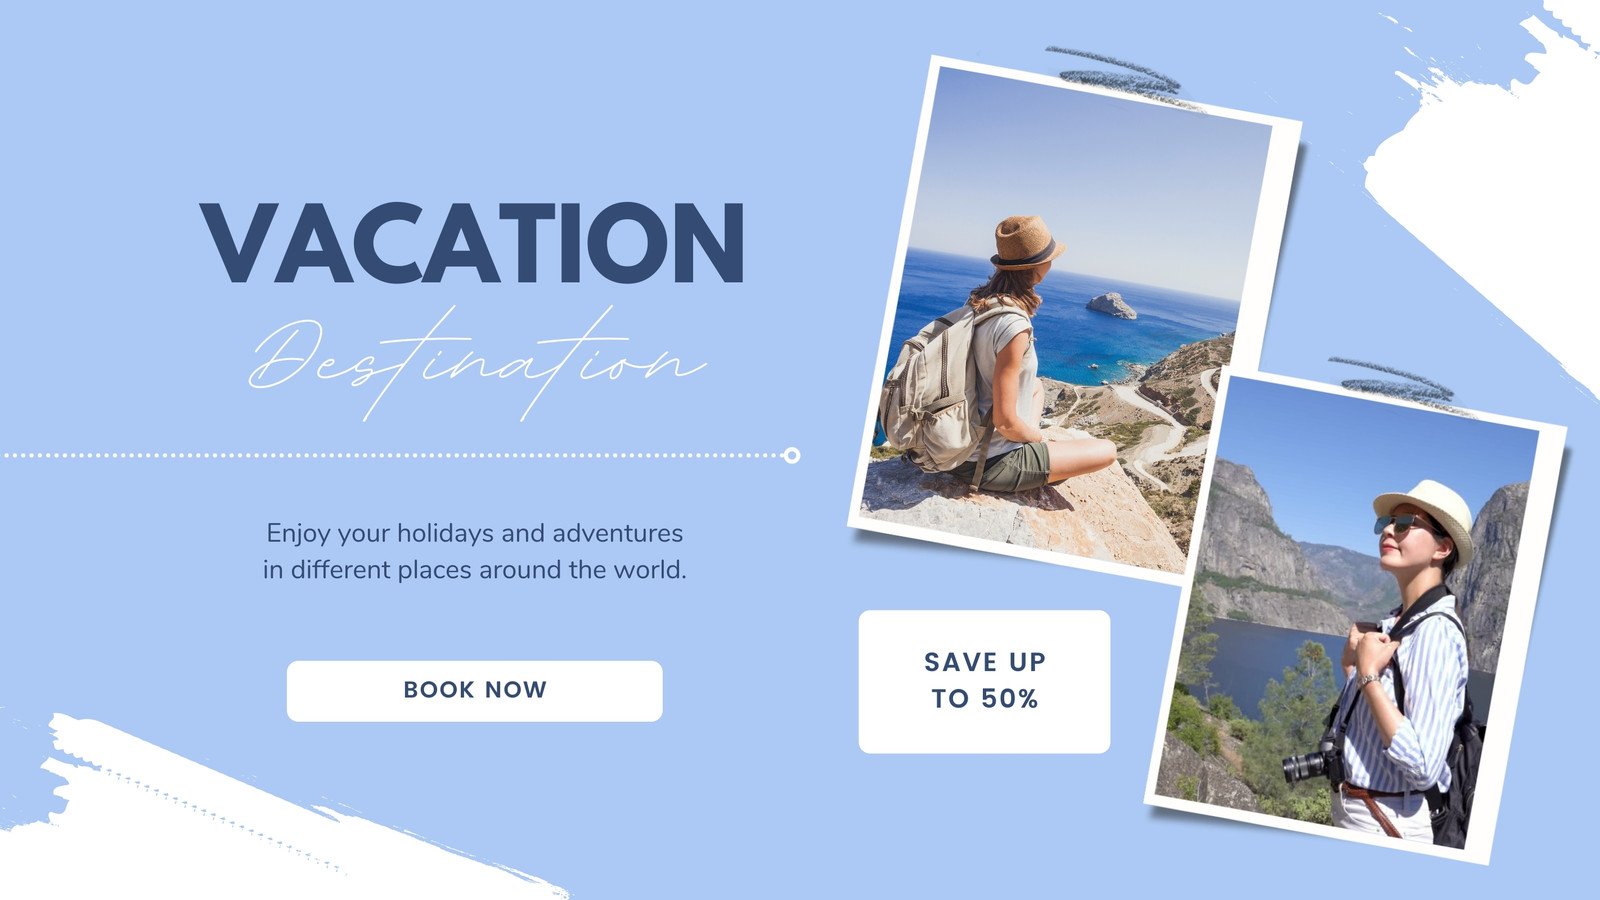 VACATION
Destination
Enjoy your holidays and adventures
in different places around the world.
BOOK NOW
SAVE UP
TO 50%